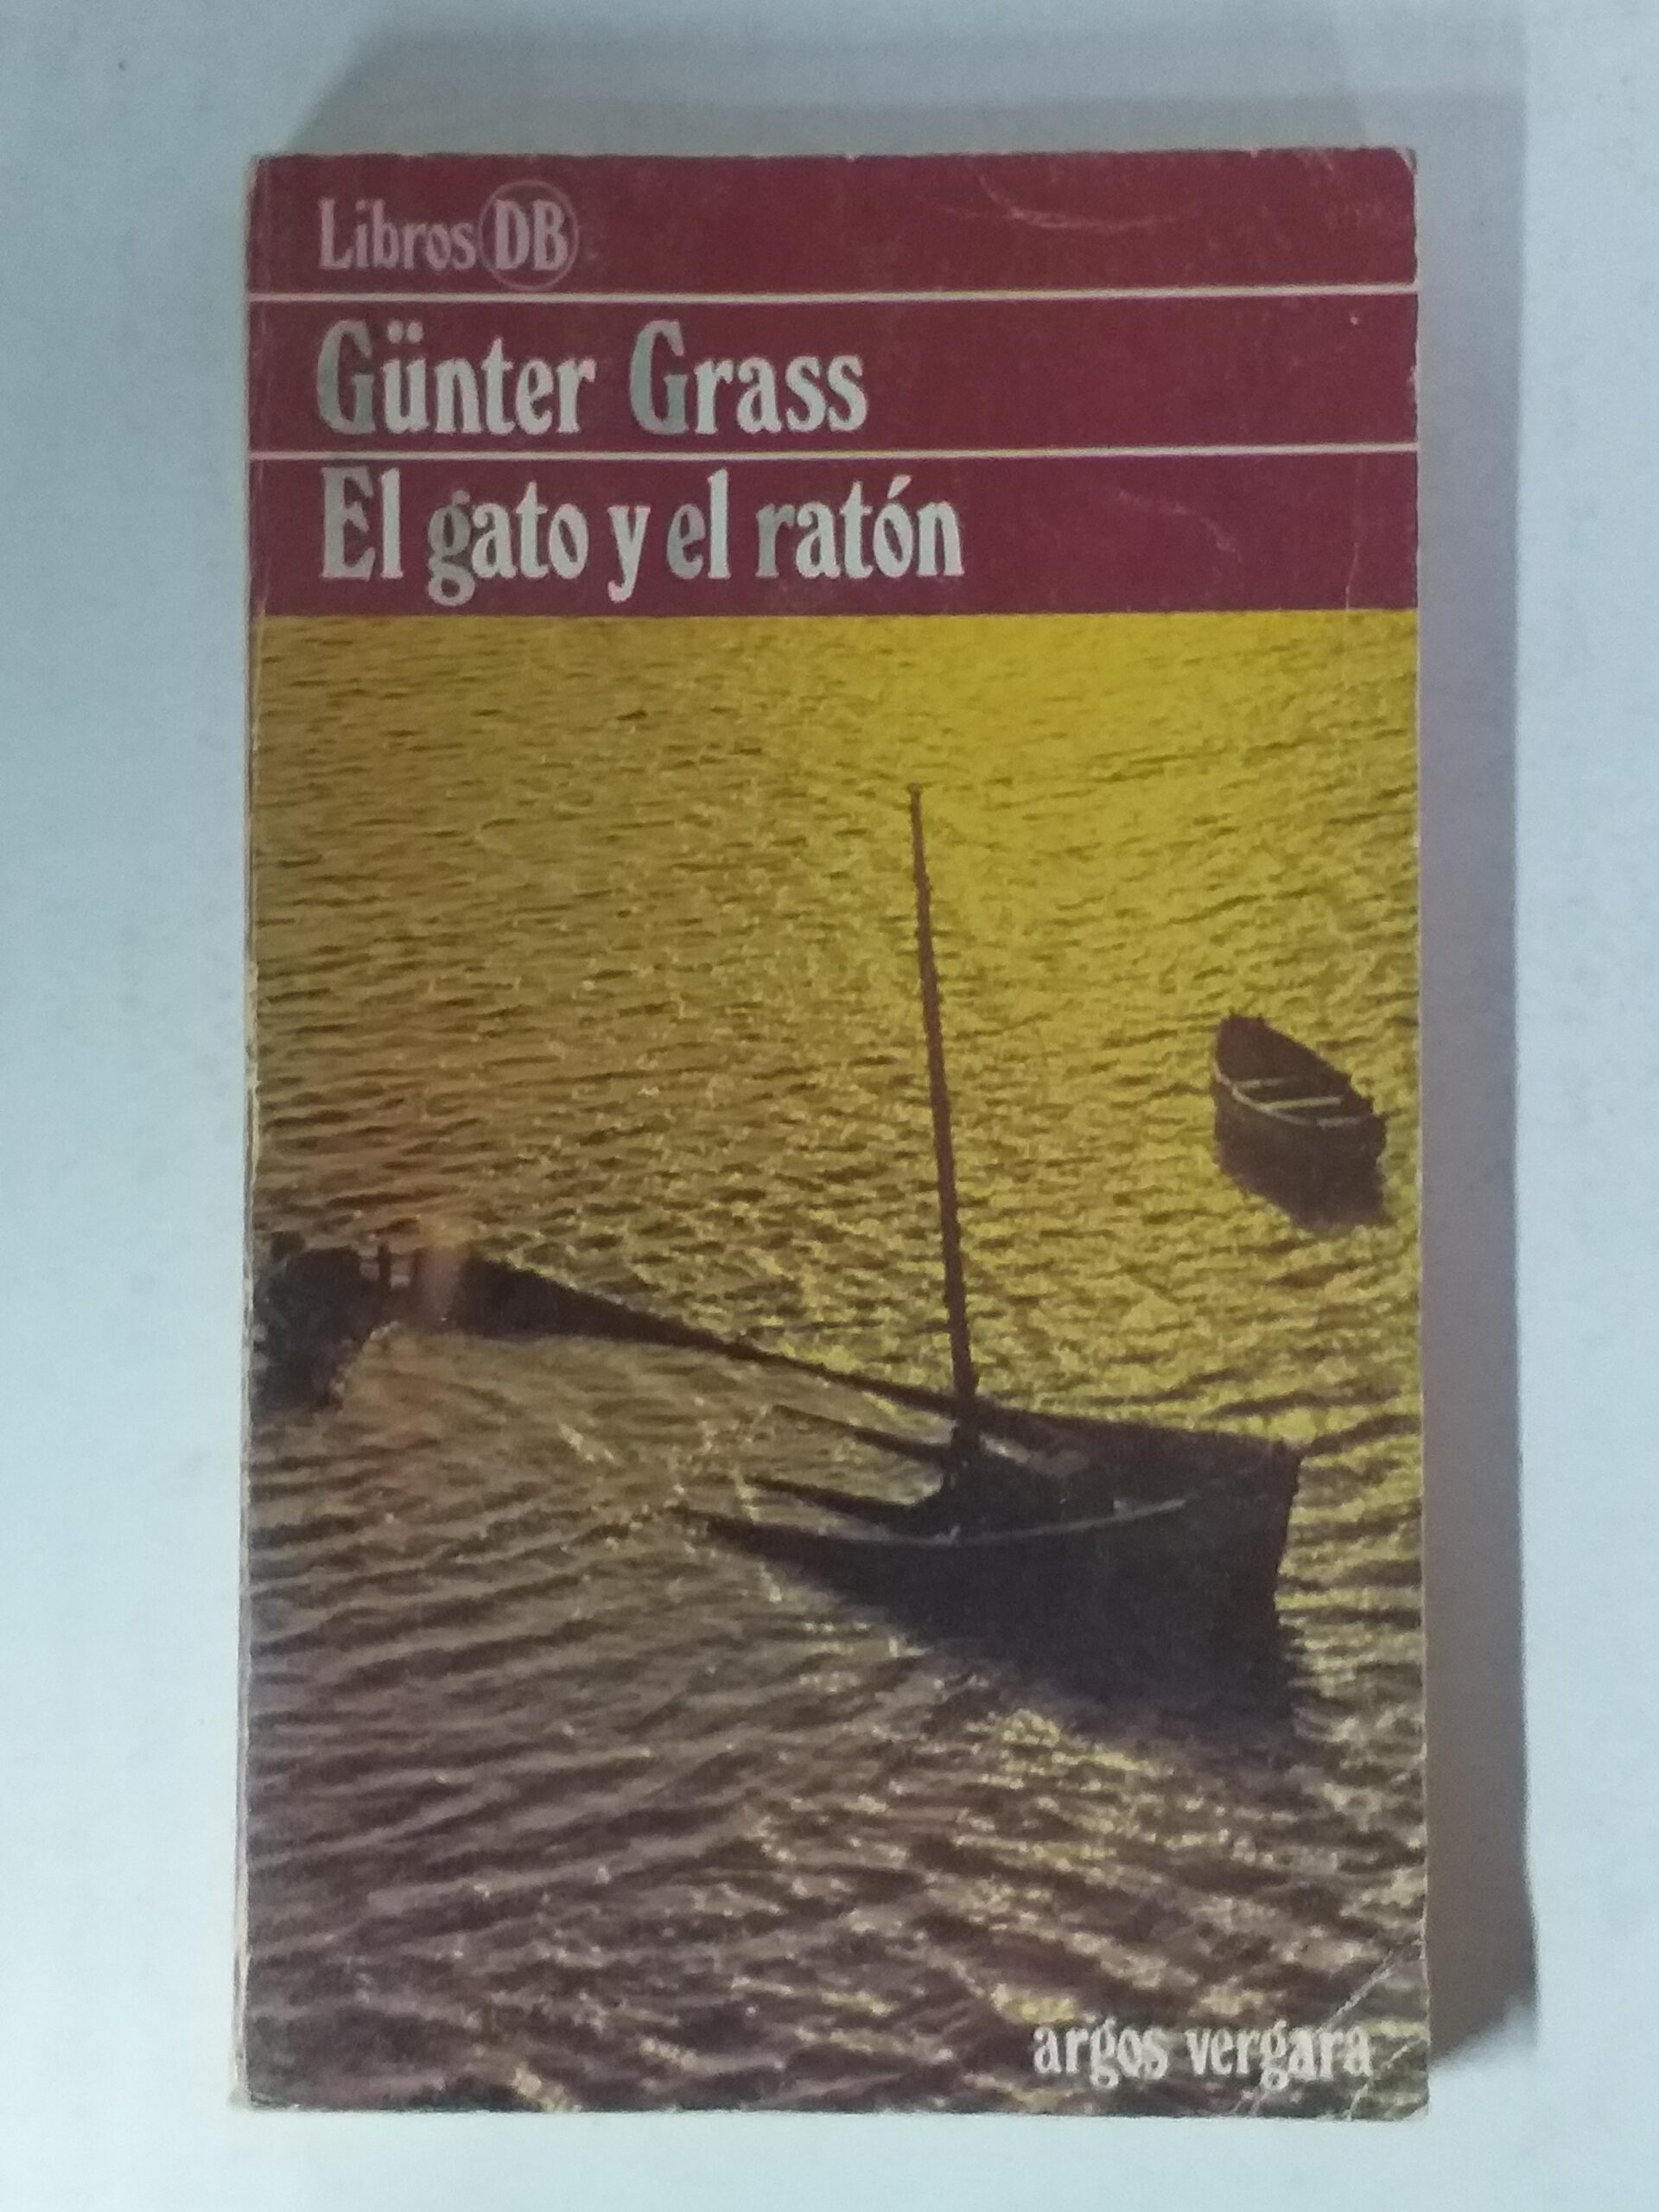 Libros DB
Günter Grass
El gato y el ratón
argos vergara